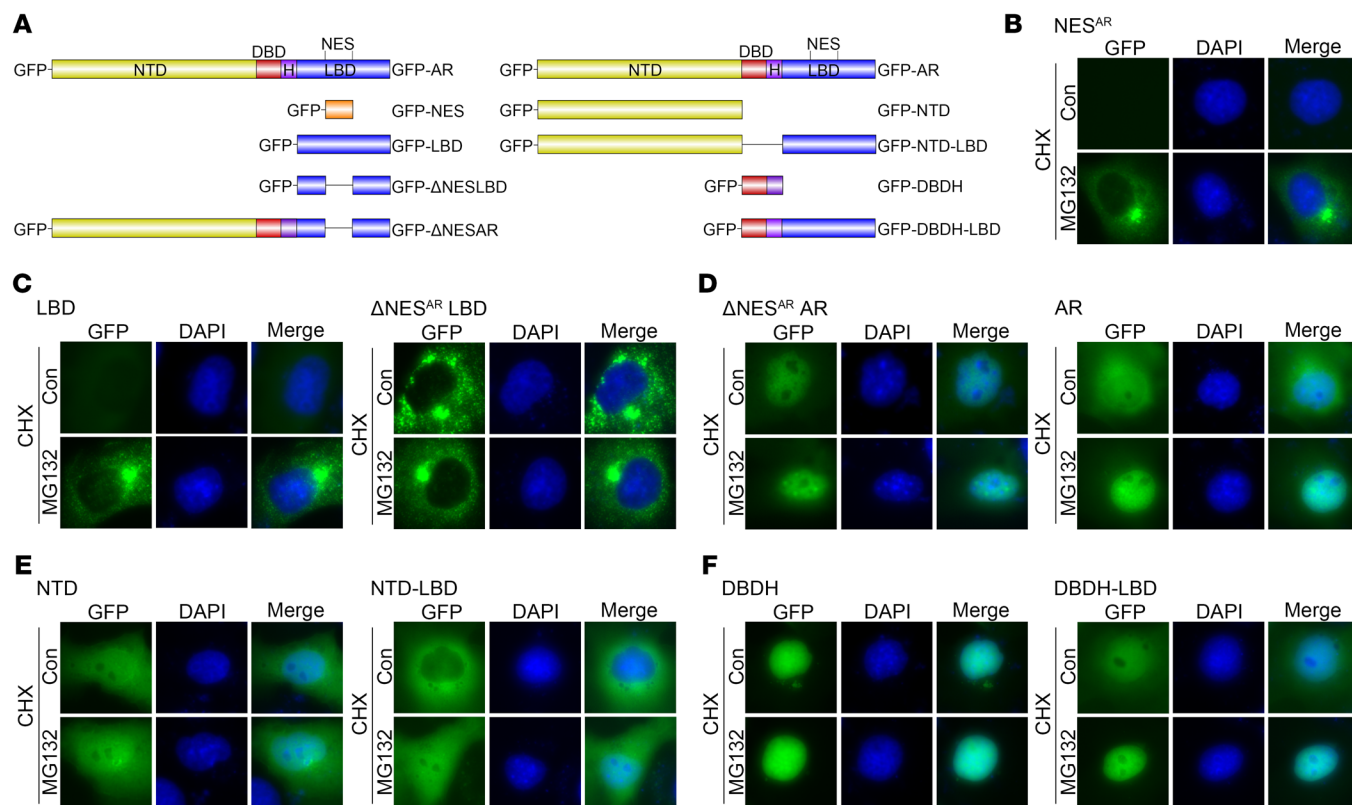 A
NES
DBD
GFP NTD H LBD GFP-AR
GFP GFP-NES
GFP GFP-LBD
GFP GFP-ΔNESLBD
GFP GFP-ΔNESAR
NES
DBD
GFP NTD H LBD GFP-AR
GFP GFP-NTD
GFP GFP-NTD-LBD
GFP GFP-DBDH
GFP GFP-DBDH-LBD
B
NES^AR
GFP DAPI Merge
CHX
Con
MG132
C
LBD
GFP DAPI Merge
CHX
Con
MG132
ΔNES^AR LBD
GFP DAPI Merge
CHX
Con
MG132
D
ΔNES^AR AR
GFP DAPI Merge
CHX
Con
MG132
AR
GFP DAPI Merge
CHX
Con
MG132
E
NTD
GFP DAPI Merge
CHX
Con
MG132
NTD-LBD
GFP DAPI Merge
CHX
Con
MG132
F
DBDH
GFP DAPI Merge
CHX
Con
MG132
DBDH-LBD
GFP DAPI Merge
CHX
Con
MG132